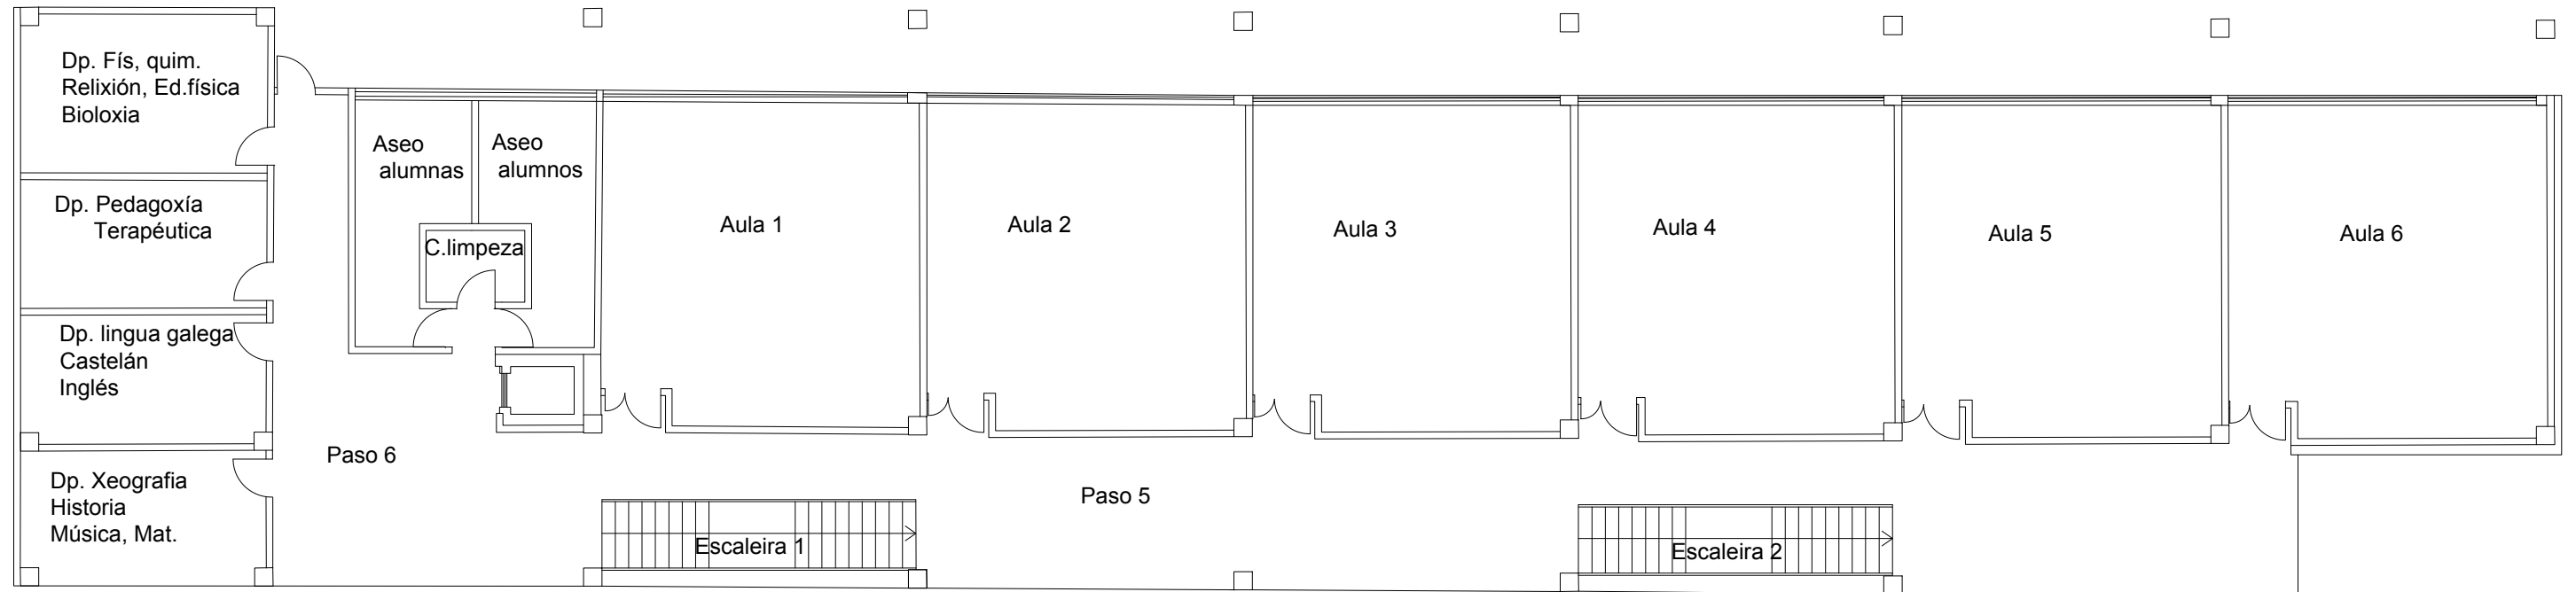 Dp. Fís, quim.
Relixión, Ed.física
Bioloxia
Dp. Pedagoxía
Terapéutica
Dp. lingua galega
Castelán
Inglés
Dp. Xeografia
Historia
Música, Mat.
Aseo
alumnas
Aseo
alumnos
C.limpeza
Paso 6
Aula 1
Aula 2
Aula 3
Aula 4
Aula 5
Aula 6
Paso 5
Escaleira 1
Escaleira 2